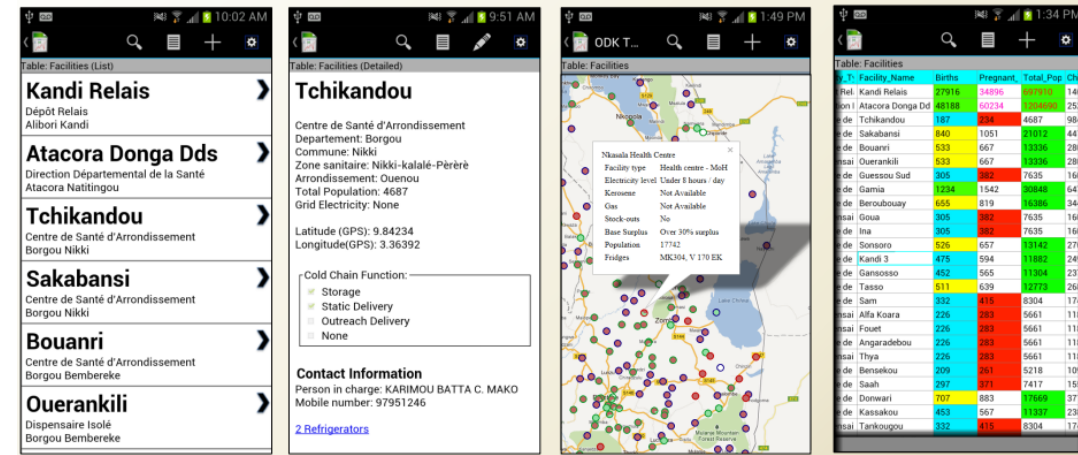 10:02 AM
Table: Facilities (List)
Kandi Relais
Dépôt Relais
Alibori Kandi
Atacora Donga Dds
Direction Départemental de la Santé
Atacora Natitingou
Tchikandou
Centre de Santé d'Arrondissement
Borgou Nikki
Sakabansi
Centre de Santé d'Arrondissement
Borgou Nikki
Bouanri
Centre de Santé d'Arrondissement
Borgou Bembereke
Ouerankili
Dispensaire Isolé
Borgou Bembereke
9:51 AM
Table: Facilities (Detailed)
Tchikandou
Centre de Santé d'Arrondissement
Departement: Borgou
Commune: Nikki
Zone sanitaire: Nikki-kalalé-Pèrèrè
Arrondissement: Ouenou
Total Population: 4687
Grid Electricity: None
Latitude (GPS): 9.84234
Longitude(GPS): 3.36392
Cold Chain Function:
Storage
Static Delivery
Outreach Delivery
None
Contact Information
Person in charge: KARIMOU BATTA C. MAKO
Mobile number: 97951246
2 Refrigerators
1:49 PM
ODK T...
Table: Facilities
Nkasala Health Centre
Facility type Health centre - MoH
Electricity level Under 8 hours / day
Kerosene Not Available
Gas Not Available
Stock-outs No
Base Surplus Over 30% surplus
Population 17742
Fridges MK304, V 170 EK
Lake Chilwa
Mulanje Mountain
Forest Reserve
1:34 PM
Table: Facilities
Facility_Name Births Pregnant_ Total_Pop
Kandi Relais 27916 34896 697910
Atacora Donga Dd 48188 60234 1204690
Tchikandou 187 234 4687
Sakabansi 840 1051 21012
Bouanri 533 667 13336
Ouerankili 533 667 13336
Guessou Sud 305 382 7635
Gamia 1234 1542 30848
Beroubouay 655 819 16386
Goua 305 382 7635
Ina 305 382 7635
Sonsoro 526 657 13142
Kandi 3 475 594 11882
Gansosso 452 565 11304
Tasso 511 639 12773
Sam 332 415 8304
Alfa Koara 226 283 5661
Fouet 226 283 5661
Angaradebou 226 283 5661
Thya 226 283 5661
Bensekou 209 261 5218
Saah 297 371 7417
Donwari 707 883 17669
Kassakou 453 567 11337
Tankougou 332 415 8304